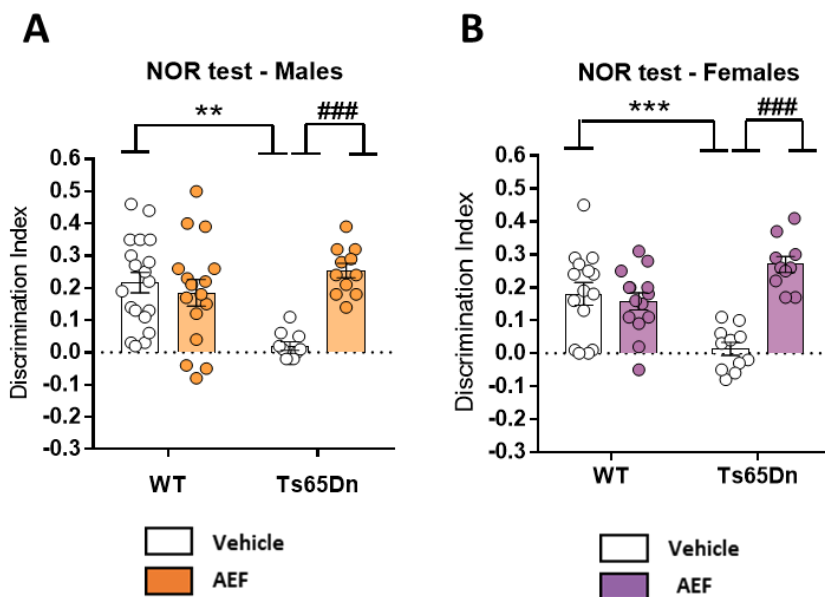 A
NOR test - Males
** ###
Discrimination Index
0.6
0.5
0.4
0.3
0.2
0.1
0.0
0.1
-0.2
-0.3
WT Ts65Dn
Vehicle
AEF
B
NOR test - Females
*** ###
Discrimination Index
0.6
0.5
0.4
0.3
0.2
0.1
0.0
0.1
-0.2
-0.3
WT Ts65Dn
Vehicle
AEF